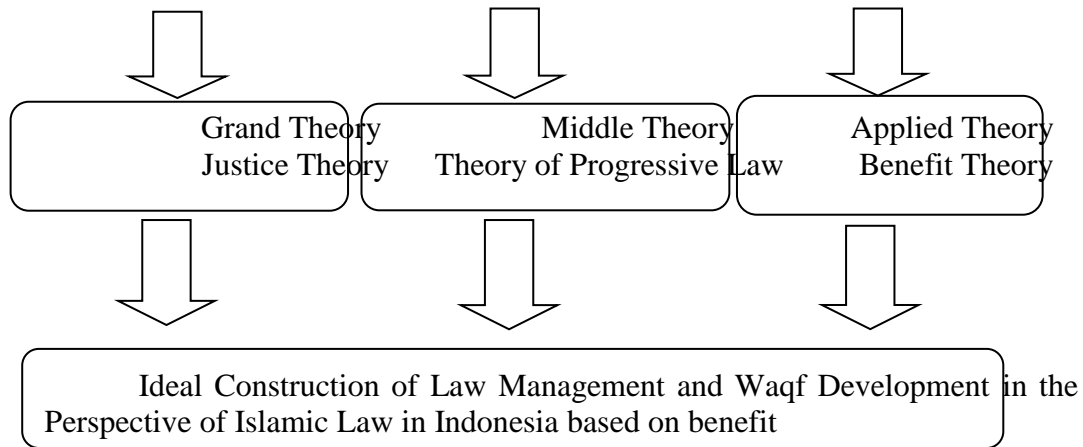 Grand Theory
Justice Theory
Middle Theory
Theory of Progressive Law
Applied Theory
Benefit Theory
Ideal Construction of Law Management and Waqf Development in the
Perspective of Islamic Law in Indonesia based on benefit